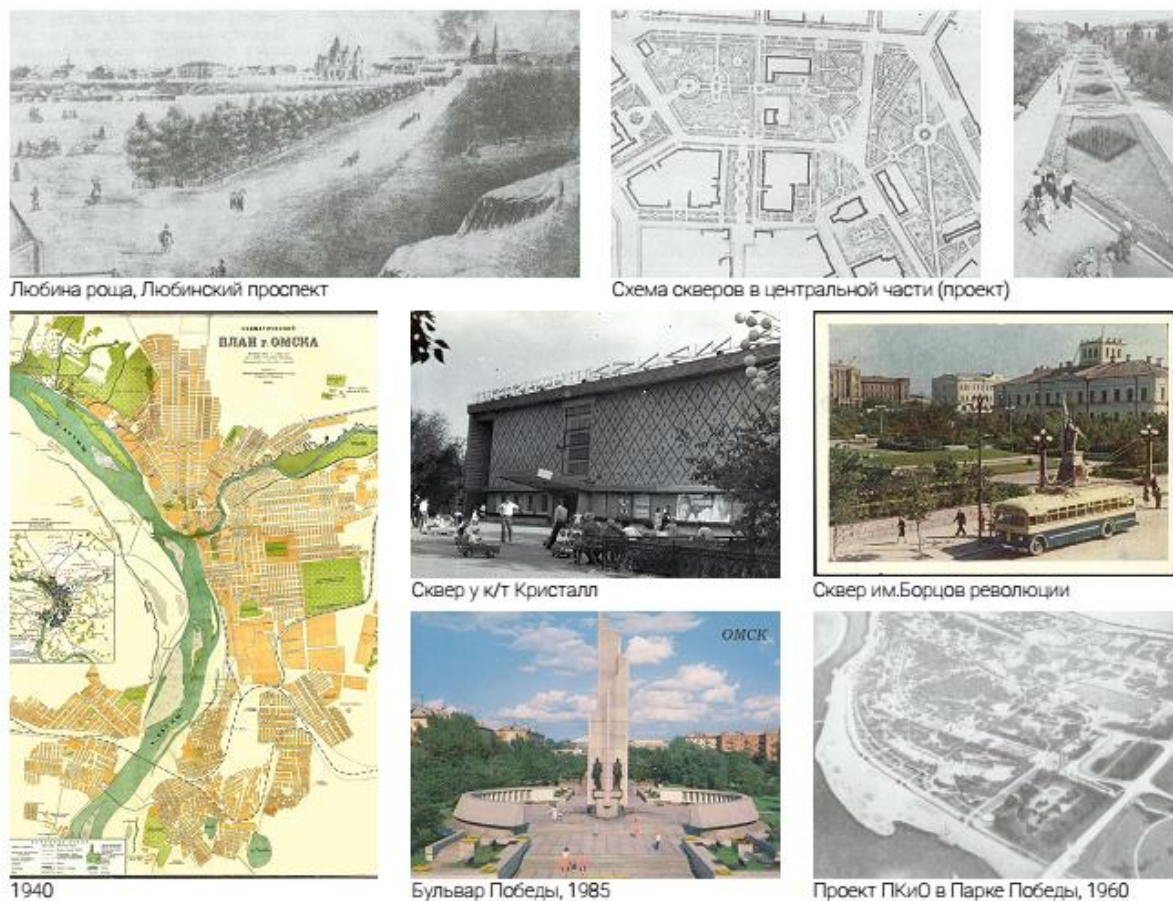 Любина роща, Любинский проспект
Схема скверов в центральной части (проект)
СХЕМАТИЧЕСКИЙ
ПЛАН г. ОМСКА
Сквер у к/т Кристалл
Сквер им.Борцов революции
ОМСК
1940
Бульвар Победы, 1985
Проект ПКиО в Парке Победы, 1960